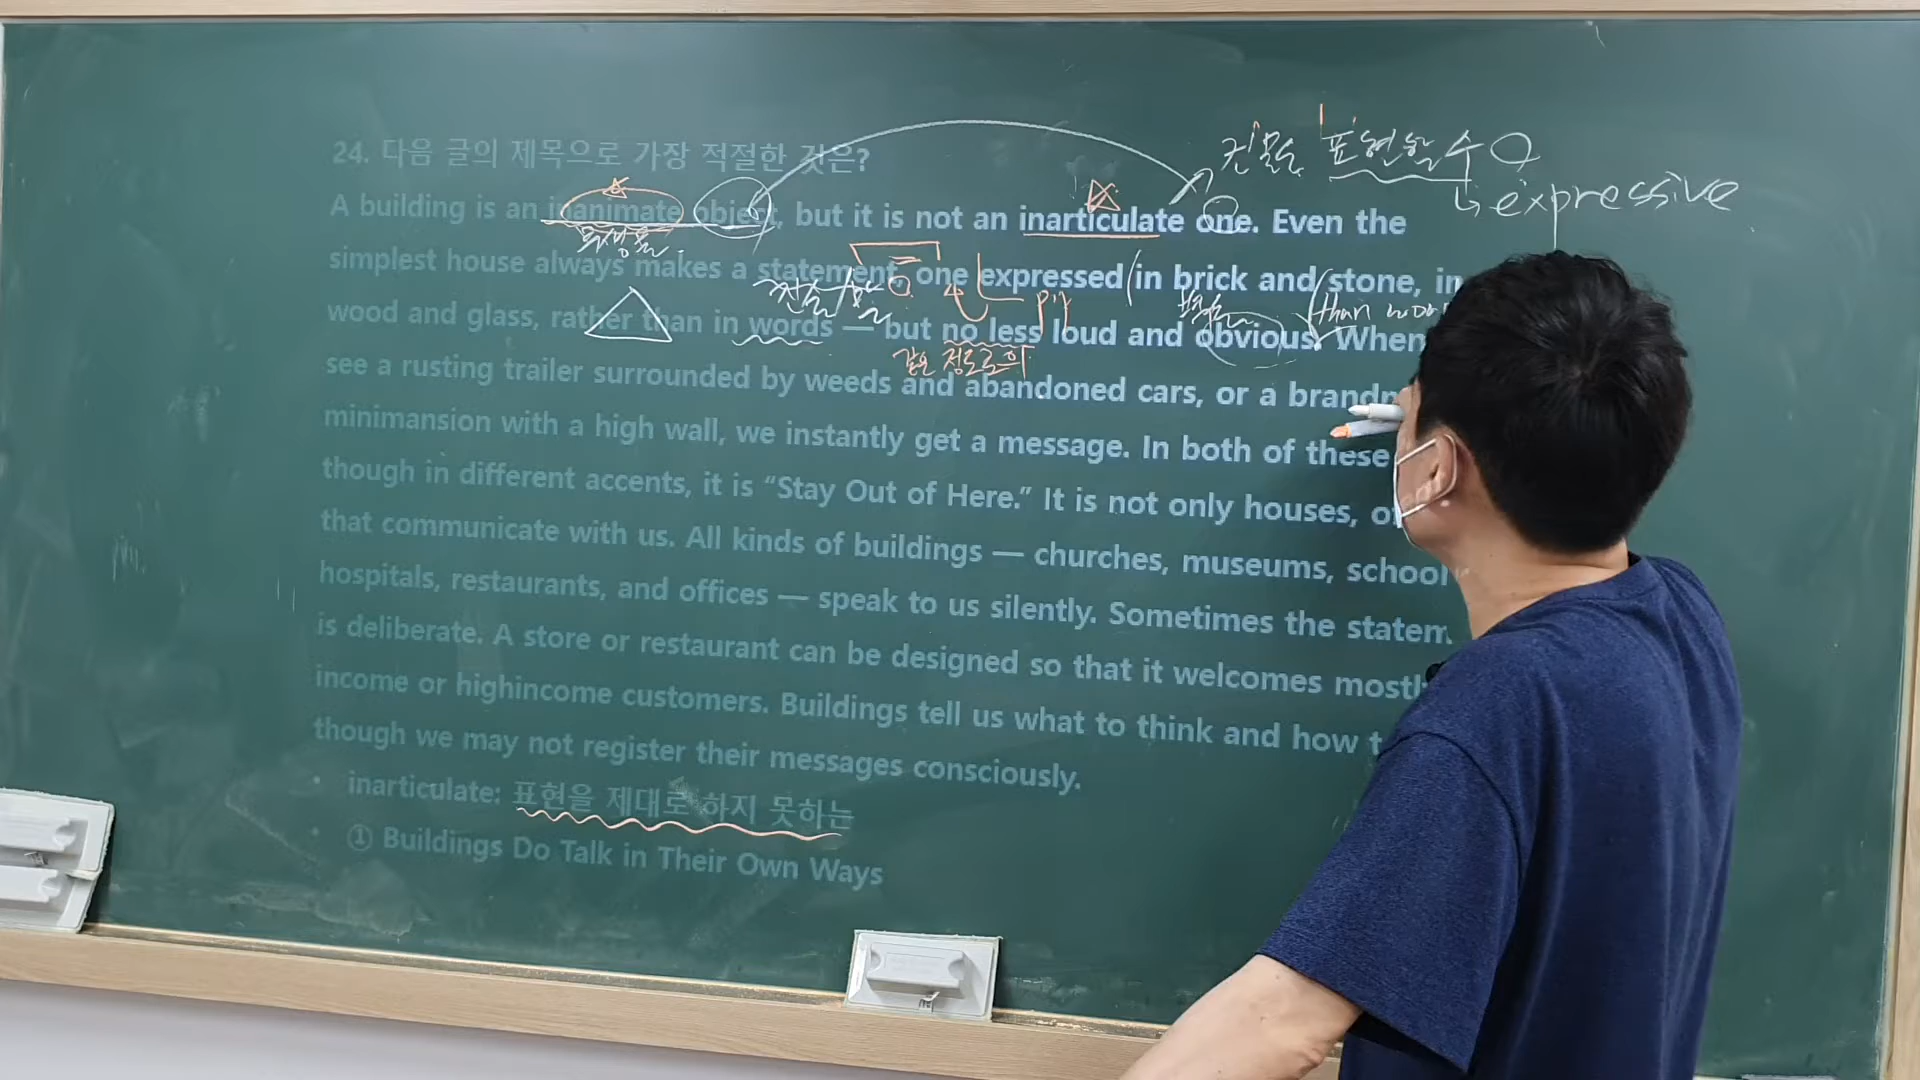 24. 다음 글의 제목으로 가장 적절한 것은?
건물은 표현할 수 O
expressive
A building is an inanimate object, but it is not an inarticulate one. Even the
무생물
simplest house always makes a statement, one expressed in brick and stone, in
진술 p.p than
wood and glass, rather than in words — but no less loud and obvious. When
같은 정도로의
see a rusting trailer surrounded by weeds and abandoned cars, or a
minimansion with a high wall, we instantly get a message. In both of these
though in different accents, it is “Stay Out of Here.” It is not only houses,
that communicate with us. All kinds of buildings — churches, museums, school
hospitals, restaurants, and offices — speak to us silently. Sometimes the
is deliberate. A store or restaurant can be designed so that it welcomes
income or highincome customers. Buildings tell us what to think and how
though we may not register their messages consciously.
• inarticulate: 표현을 제대로 하지 못하는
• ① Buildings Do Talk in Their Own Ways